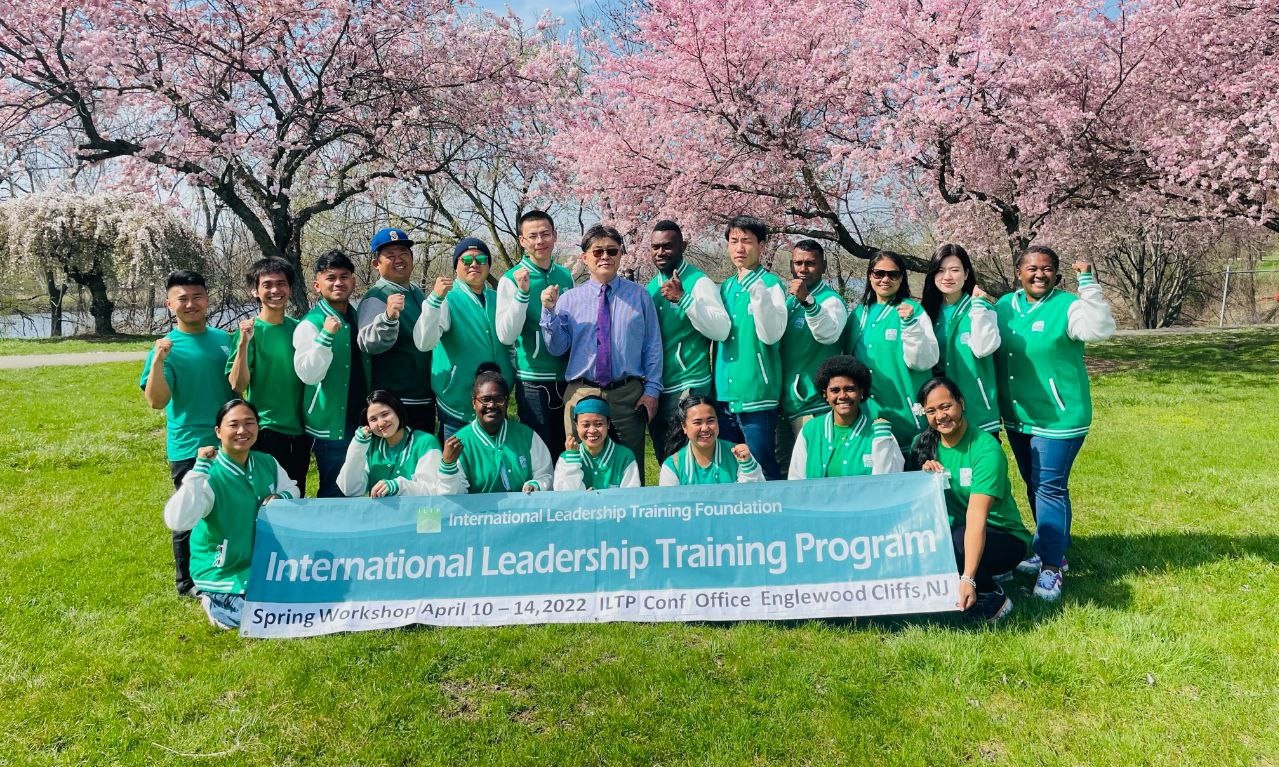 International Leadership Training Foundation
International Leadership Training Program
Spring Workshop April 10 – 14, 2022 ILTP Conf Office Englewood Cliffs, NJ